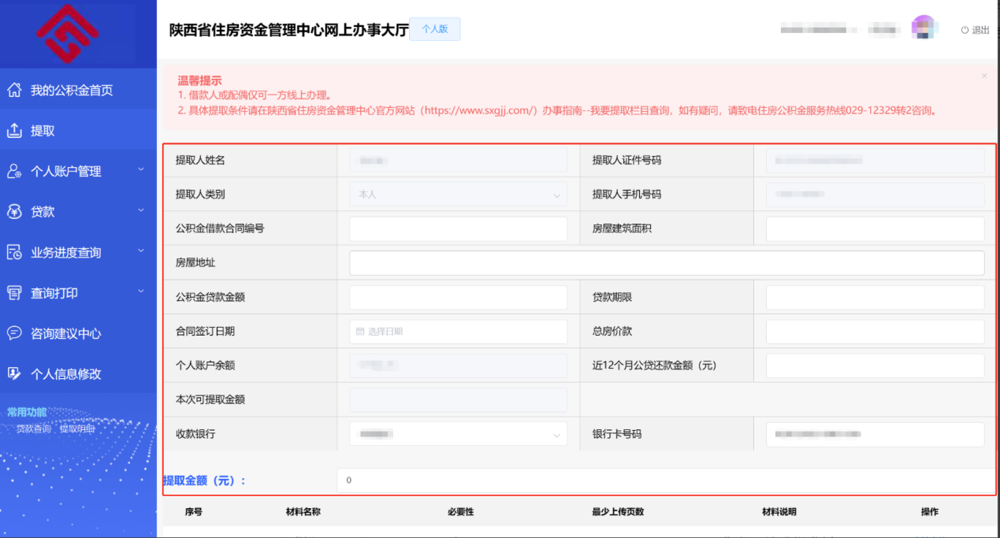 陕西省住房资金管理中心网上办事大厅 个人版
退出
我的公积金首页
提取
个人账户管理
贷款
业务进度查询
查询打印
咨询建议中心
个人信息修改
常用功能
贷款查询 提取明细
温馨提示
1. 借款人或配偶仅可一方线上办理。
2. 具体提取条件请在陕西省住房资金管理中心官方网站（https://www.sxgjj.com/）办事指南--我要提取栏目查询，如有疑问，请致电住房公积金服务热线029-12329转2咨询。
提取人姓名 提取人证件号码
提取人类别 本人 提取人手机号码
公积金借款合同编号 房屋建筑面积
房屋地址
公积金贷款金额 贷款期限
合同签订日期 选择日期 总房价款
个人账户余额 近12个月公贷还款金额（元）
本次可提取金额
收款银行 银行卡号码
提取金额（元）： 0
序号 材料名称 必要性 最少上传页数 材料说明 操作